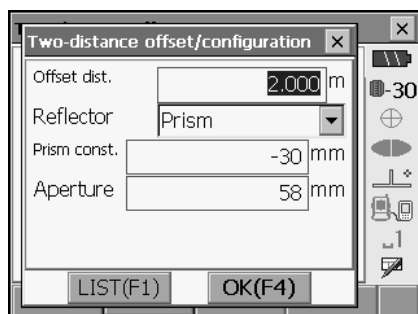 Two-distance offset/configuration
Offset dist. 2.000 m
Reflector Prism
Prism const. -30 mm
Aperture 58 mm
LIST(F1) OK(F4)
-30
1